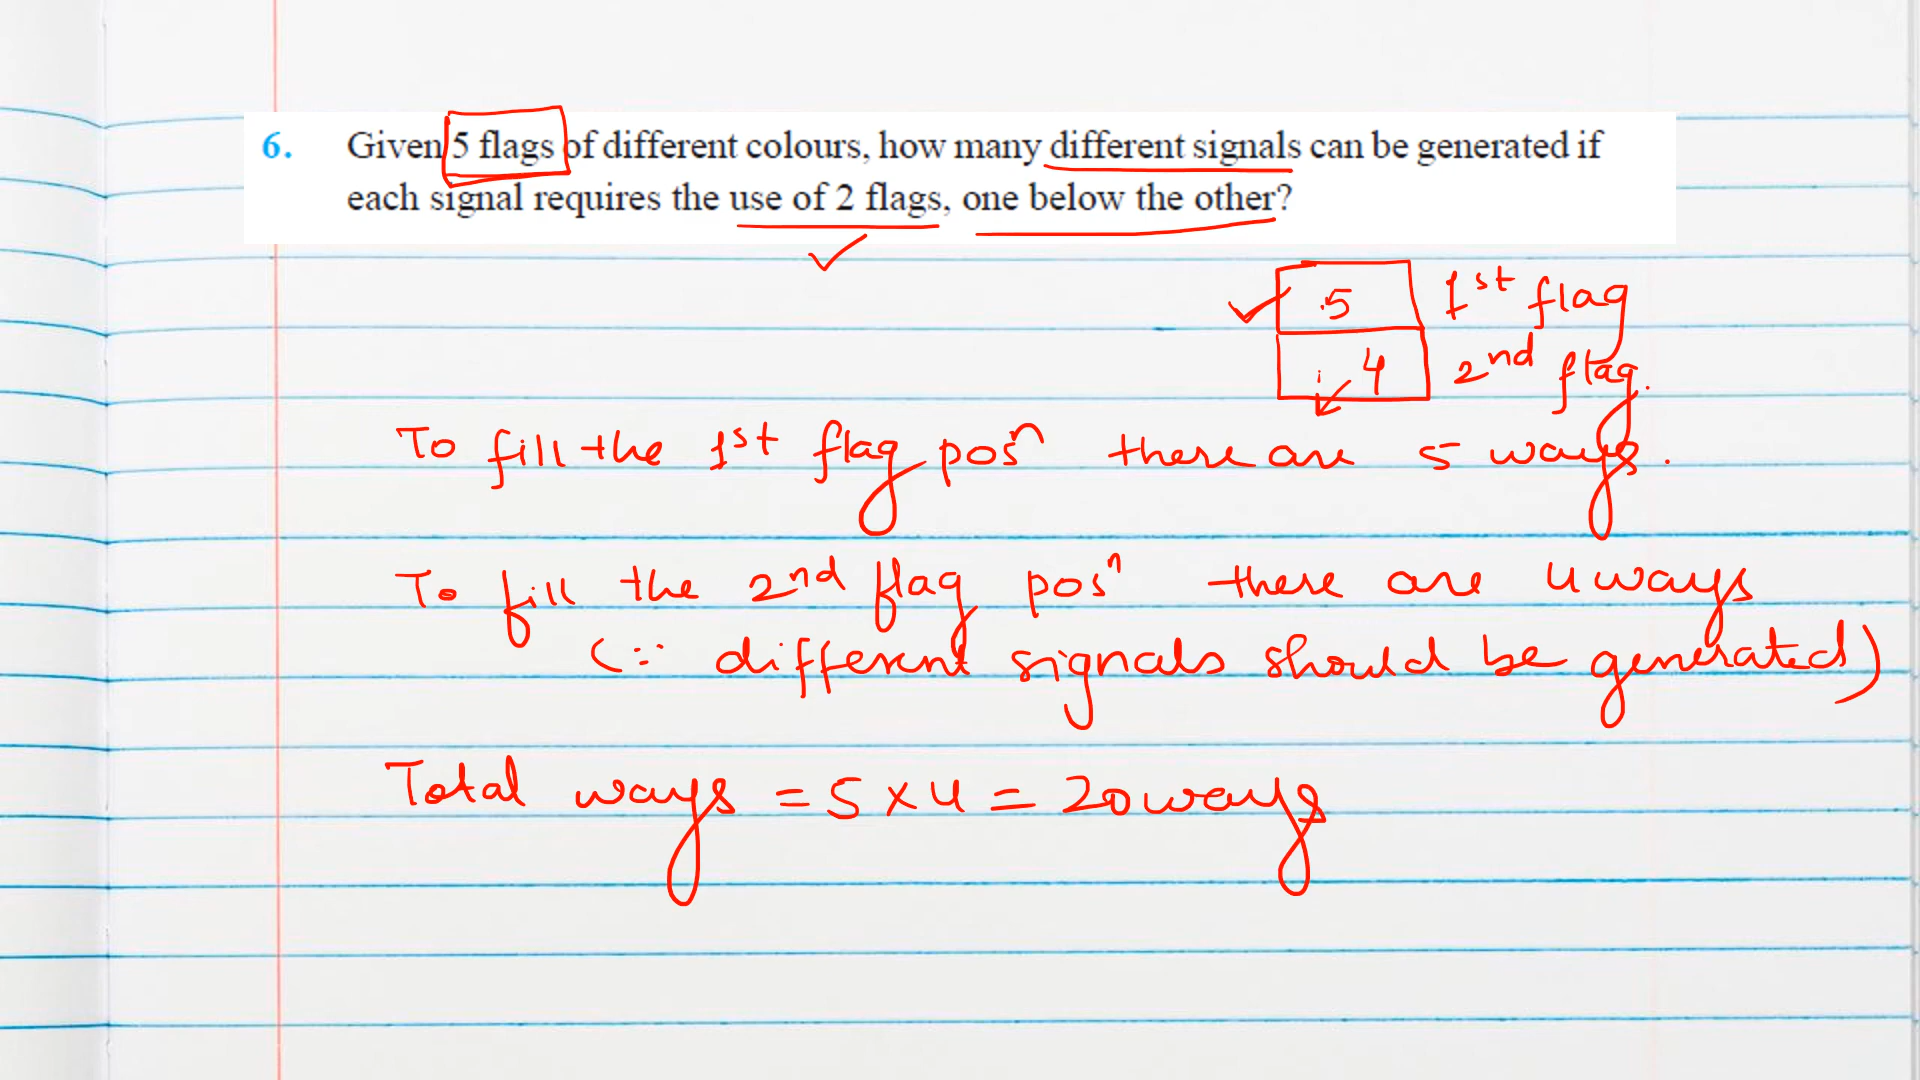 6. Given 5 flags of different colours, how many different signals can be generated if
each signal requires the use of 2 flags, one below the other?
5 1st flag
4 2nd flag.
To fill the 1st flag posn there are 5 ways.
To fill the 2nd flag posn there are 4 ways
(∵ different signals should be generated)
Total ways = 5 x 4 = 20 ways